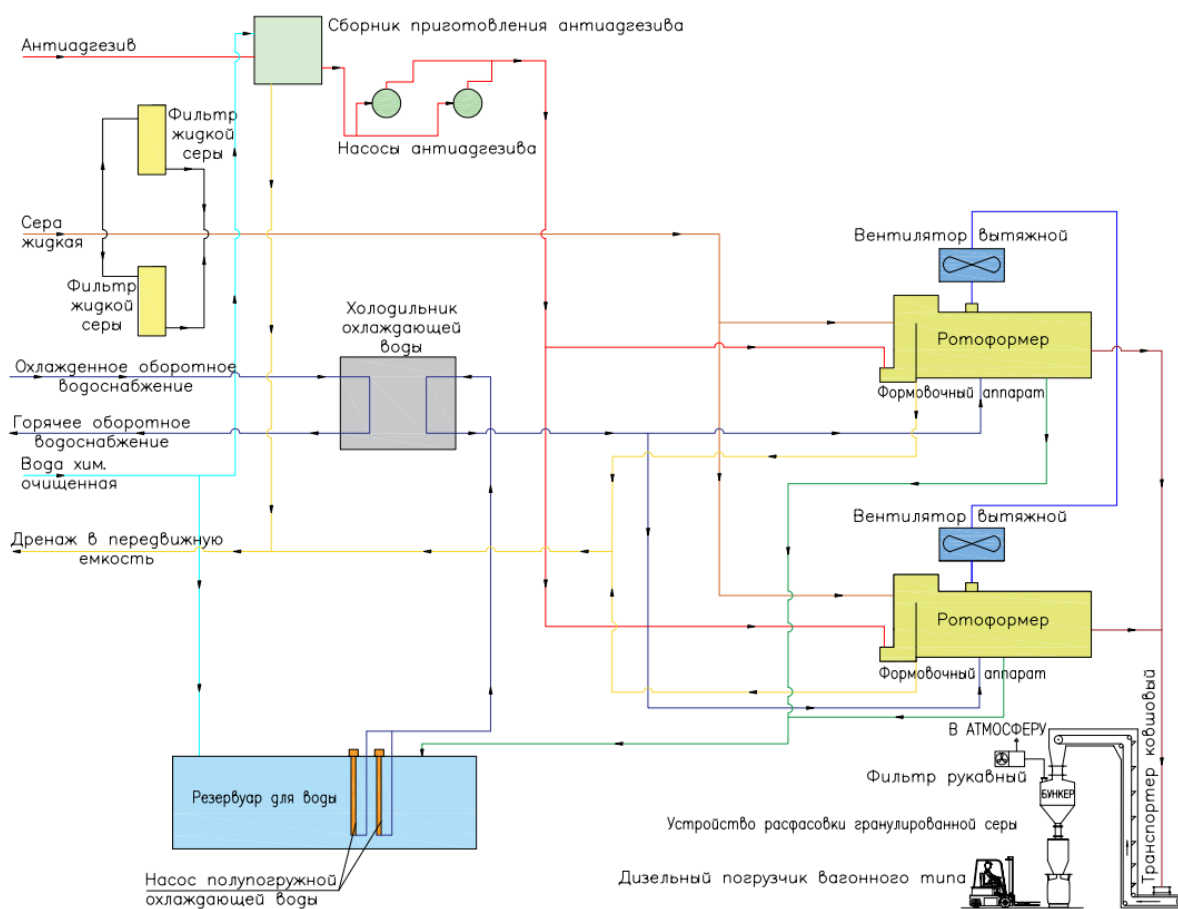 Сборник приготовления антиадгезива
Антиадгезив
Фильтр
жидкой
серы
Насосы антиадгезива
Сера
жидкая
Вентилятор вытяжной
Фильтр
жидкой
серы
Холодильник
охлаждающей
воды
Ротоформер
Охлажденное оборотное
водоснабжение
Формовочный аппарат
Горячее оборотное
водоснабжение
Вода хим.
очищенная
Вентилятор вытяжной
Дренаж в передвижную
емкость
Ротоформер
Формовочный аппарат
В АТМОСФЕРУ
Транспортер ковшовый
Фильтр рукавный
БУНКЕР
Резервуар для воды
Устройство расфасовки гранулированной серы
Дизельный погрузчик вагонного типа
Насос полупогружной
охлаждающей воды